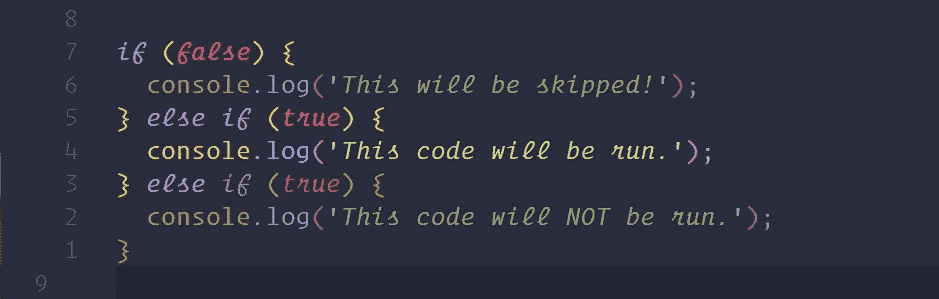 8
7 if (false) {
6   console.log('This will be skipped!');
5 } else if (true) {
4   console.log('This code will be run.');
3 } else if (true) {
2   console.log('This code will NOT be run.');
1 }
9